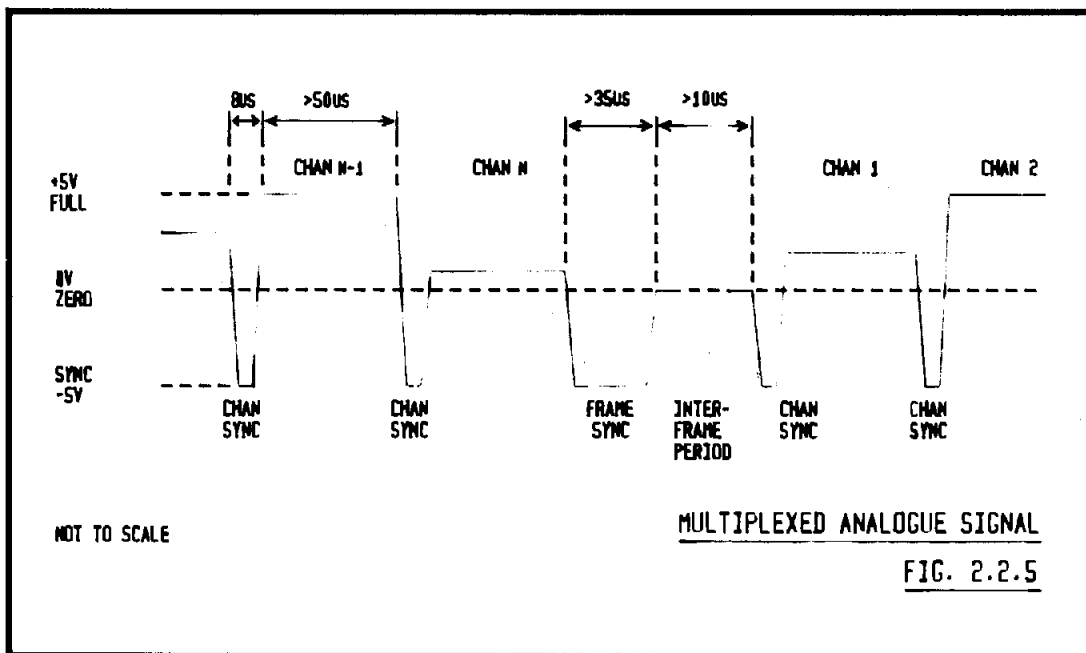 8US >50US >35US >10US
CHAN N-1 CHAN N CHAN 1 CHAN 2
+5V
FULL
0V
ZERO
SYNC
-5V
CHAN
SYNC
CHAN
SYNC
FRAME
SYNC
INTER-
FRAME
PERIOD
CHAN
SYNC
CHAN
SYNC
NOT TO SCALE
MULTIPLEXED ANALOGUE SIGNAL
FIG. 2.2.5